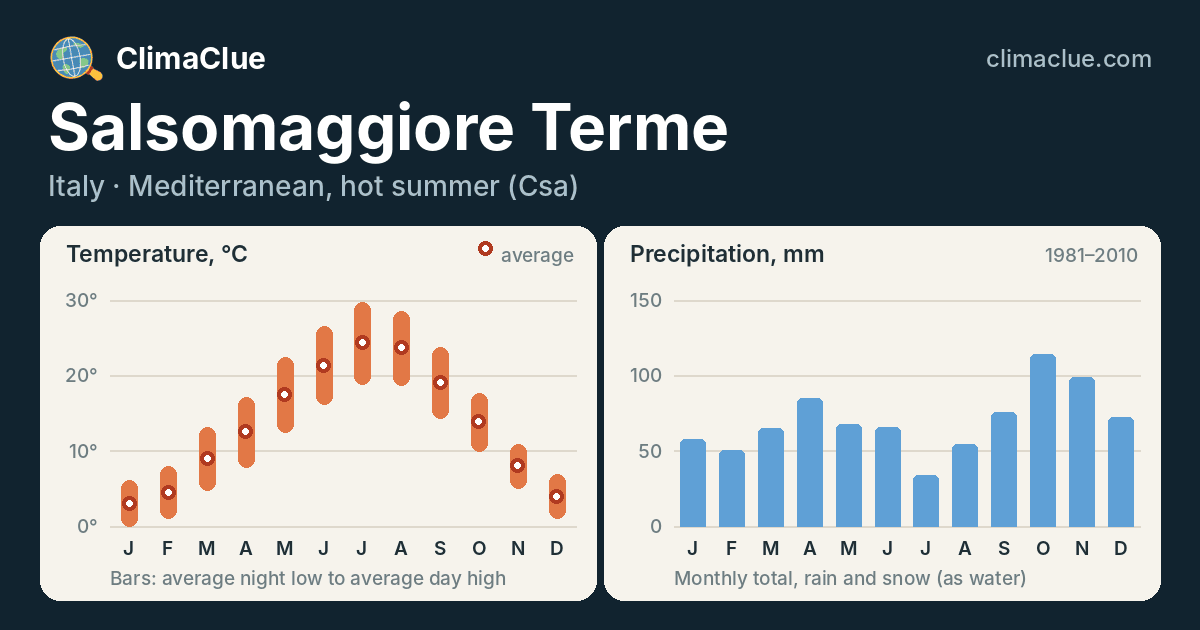 ClimaClue
climaclue.com
Salsomaggiore Terme
Italy · Mediterranean, hot summer (Csa)
Temperature, °C
average
30°
20°
10°
0°
J F M A M J J A S O N D
Bars: average night low to average day high
Precipitation, mm
1981–2010
150
100
50
0
J F M A M J J A S O N D
Monthly total, rain and snow (as water)